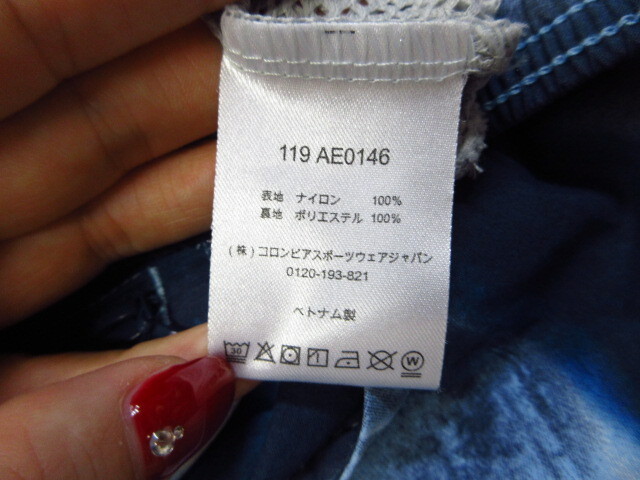 119 AE0146
表地 ナイロン 100%
裏地 ポリエステル 100%
(株)コロンビアスポーツウェアジャパン
0120-193-821
ベトナム製
30 W